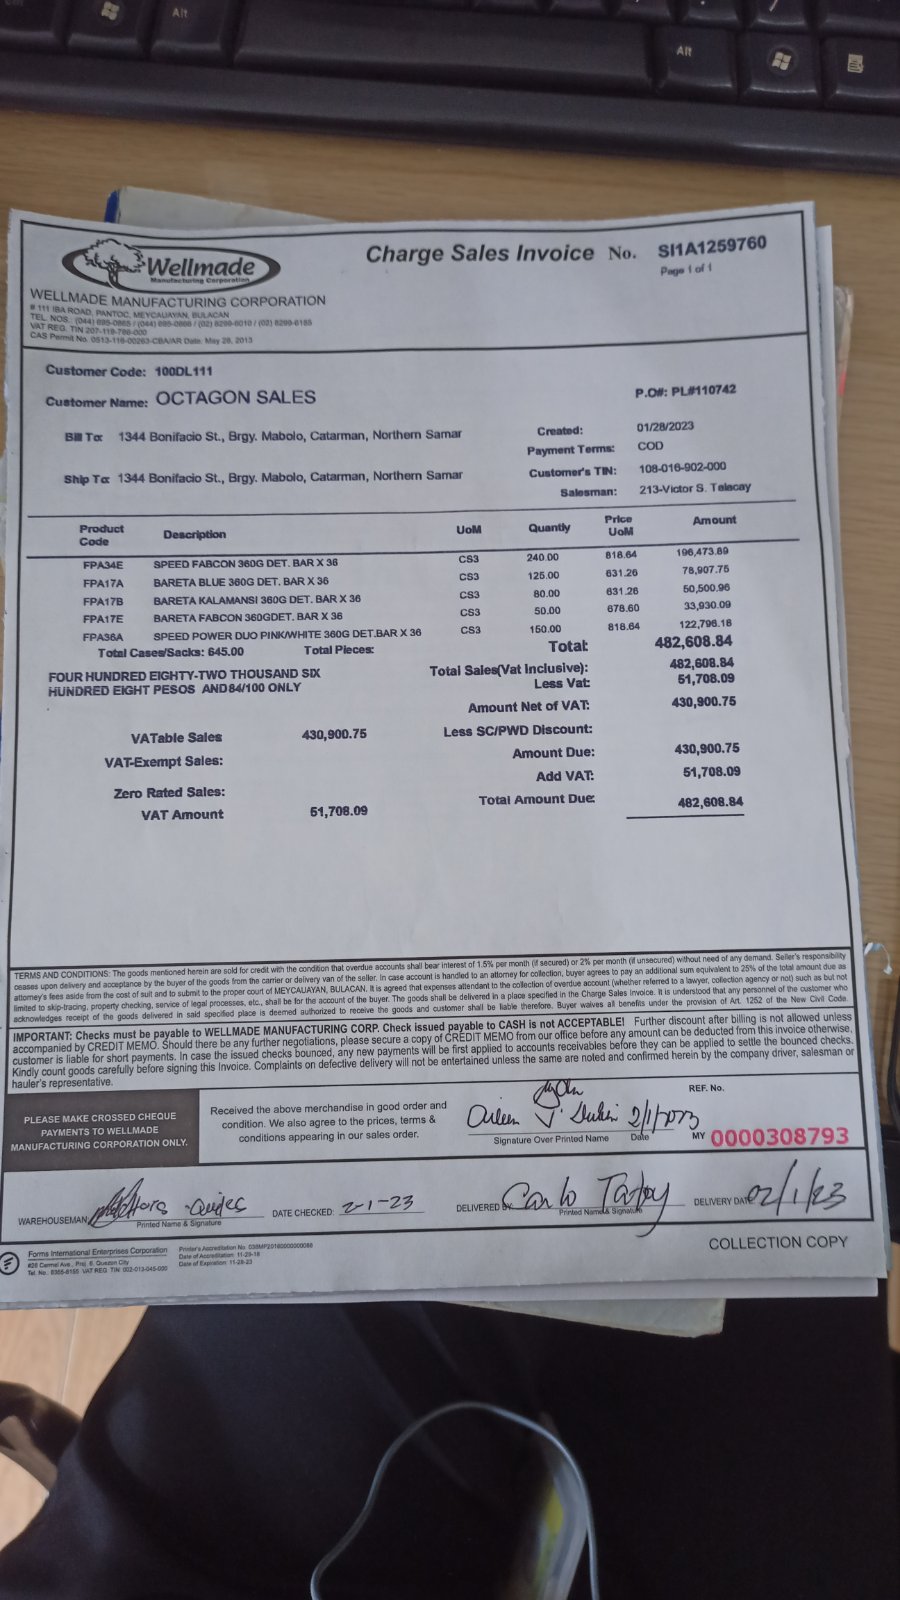 Alt
Alt
Wellmade
Manufacturing Corporation
Charge Sales Invoice No. SI1A1259760
Page 1 of 1
WELLMADE MANUFACTURING CORPORATION
# 111 IBA ROAD, PANTOC, MEYCAUAYAN, BULACAN
TEL. NOS. (044) 695-0865 / (044) 695-0866 / (02) 8299-6010 / (02) 8299-6185
VAT REG. TIN 207-118-766-000
CAS Permit No. 0513-116-00263-CBA/AR Date: May 28, 2013
Customer Code: 100DL111
Customer Name: OCTAGON SALES
P.O#: PL#110742
Bill To: 1344 Bonifacio St., Brgy. Mabolo, Catarman, Northern Samar
Created: 01/28/2023
Payment Terms: COD
Ship To: 1344 Bonifacio St., Brgy. Mabolo, Catarman, Northern Samar
Customer's TIN: 108-016-902-000
Salesman: 213-Victor S. Talacay
Product Code Description UoM Quantity Price UoM Amount
FPA34E SPEED FABCON 360G DET. BAR X 36 CS3 240.00 818.64 196,473.69
FPA17A BARETA BLUE 360G DET. BAR X 36 CS3 125.00 631.26 78,907.75
FPA17B BARETA KALAMANSI 360G DET. BAR X 36 CS3 80.00 631.26 50,500.96
FPA17E BARETA FABCON 360GDET. BAR X 36 CS3 50.00 678.60 33,930.09
FPA36A SPEED POWER DUO PINK/WHITE 360G DET.BAR X 36 CS3 150.00 818.64 122,796.18
Total Cases/Sacks: 645.00 Total Pieces: Total: 482,608.84
FOUR HUNDRED EIGHTY-TWO THOUSAND SIX
HUNDRED EIGHT PESOS AND 84/100 ONLY
Total Sales(Vat Inclusive): 482,608.84
Less Vat: 51,708.09
Amount Net of VAT: 430,900.75
VATable Sales 430,900.75
Less SC/PWD Discount:
VAT-Exempt Sales:
Amount Due: 430,900.75
Add VAT: 51,708.09
Zero Rated Sales:
Total Amount Due: 482,608.84
VAT Amount 51,708.09
TERMS AND CONDITIONS: The goods mentioned herein are sold for credit with the condition that overdue accounts shall bear interest of 1.5% per month (if secured) or 2% per month (if unsecured) without need of any demand. Seller's responsibility
ceases upon delivery and acceptance by the buyer of the goods from the carrier or delivery van of the seller. In case account is handled to an attorney for collection, buyer agrees to pay an additional sum equivalent to 25% of the total amount due as
attorney's fees aside from the cost of suit and to submit to the proper court of MEYCAUAYAN, BULACAN. It is agreed that expenses attendant to the collection of overdue account (whether referred to a lawyer, collection agency or not) such as but not
limited to skip-tracing, property checking, service of legal processes, etc., shall be for the account of the buyer. The goods shall be delivered in a place specified in the Charge Sales Invoice. It is understood that any personnel of the customer who
acknowledges receipt of the goods delivered in said specified place is deemed authorized to receive the goods and customer shall be liable therefore. Buyer waives all benefits under the provision of Art. 1252 of the New Civil Code.
IMPORTANT: Checks must be payable to WELLMADE MANUFACTURING CORP. Check issued payable to CASH is not ACCEPTABLE! Further discount after billing is not allowed unless
accompanied by CREDIT MEMO. Should there be any further negotiations, please secure a copy of CREDIT MEMO from our office before any amount can be deducted from this invoice otherwise,
customer is liable for short payments. In case the issued checks bounced, any new payments will be first applied to accounts receivables before they can be applied to settle the bounced checks.
Kindly count goods carefully before signing this Invoice. Complaints on defective delivery will not be entertained unless the same are noted and confirmed herein by the company driver, salesman or
hauler's representative.
PLEASE MAKE CROSSED CHEQUE
PAYMENTS TO WELLMADE
MANUFACTURING CORPORATION ONLY.
Received the above merchandise in good order and
condition. We also agree to the prices, terms &
conditions appearing in our sales order.
2/1/2023
Signature Over Printed Name Date
REF. No.
MY 0000308793
WAREHOUSEMAN
Printed Name & Signature
DATE CHECKED: 2-1-23
DELIVERED BY Carlo
Printed Name & Signature
DELIVERY DATE 02/1/23
Forms International Enterprises Corporation
#20 Carmel Ave., Proj. 6, Quezon City
Tel. No. 8355-8155 VAT REG TIN: 002-013-045-000
Date of Accreditation: 11-29-18
Date of Expiration: 11-28-23
COLLECTION COPY